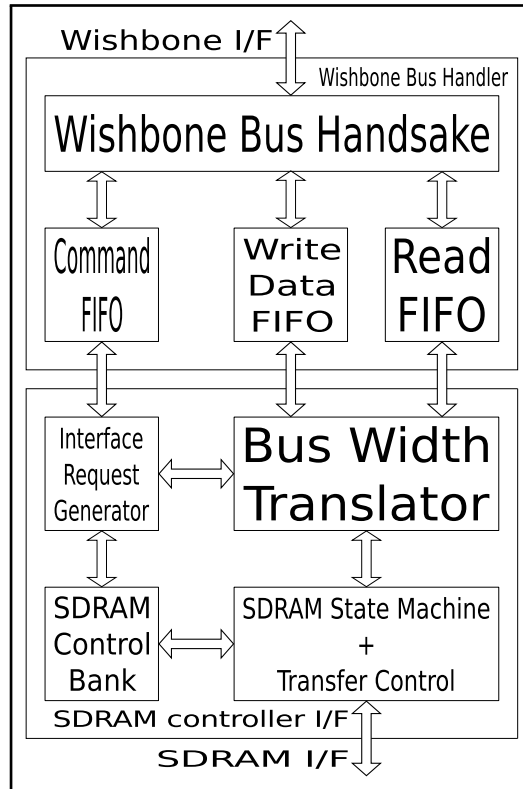 Wishbone I/F
Wishbone Bus Handler
Wishbone Bus Handsake
Command
FIFO
Write
Data
FIFO
Read
FIFO
Interface
Request
Generator
Bus Width
Translator
SDRAM
Control
Bank
SDRAM State Machine
+
Transfer Control
SDRAM controller I/F
SDRAM I/F